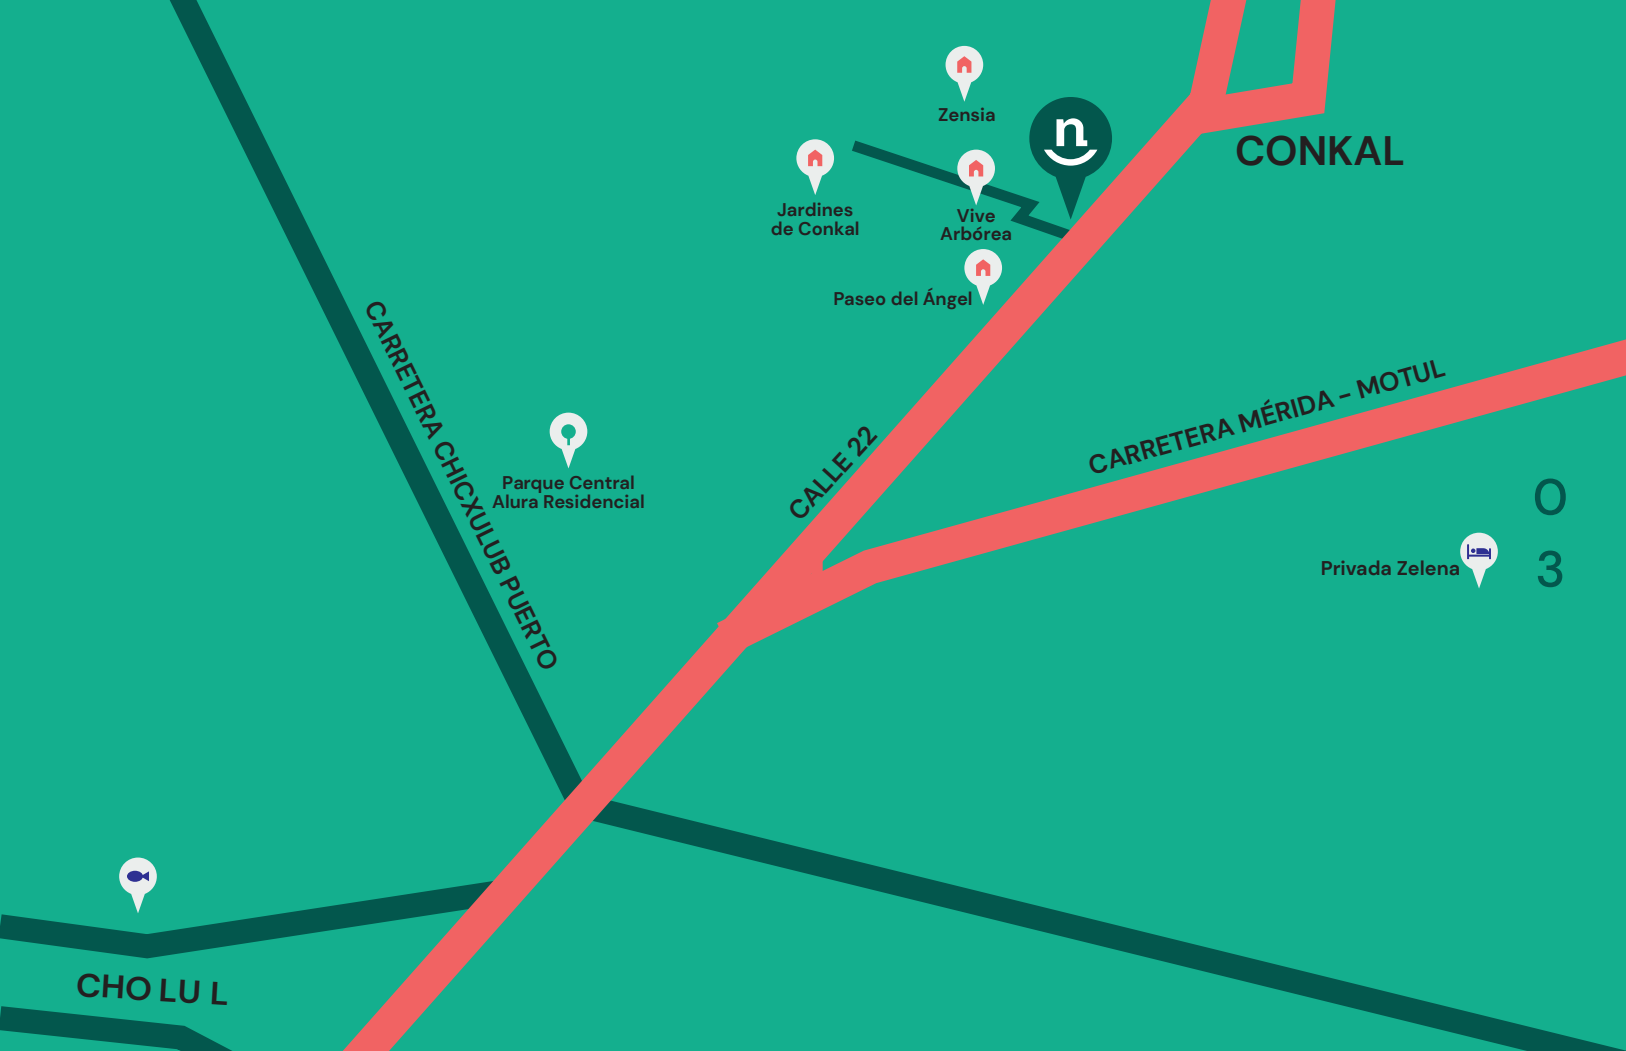 Zensia
n
CONKAL
Jardines
de Conkal
Vive
Arbórea
Paseo del Ángel
CARRETERA CHICXULUB PUERTO
CALLE 22
CARRETERA MÉRIDA - MOTUL
Parque Central
Alura Residencial
0
3
Privada Zelena
CHO LU L